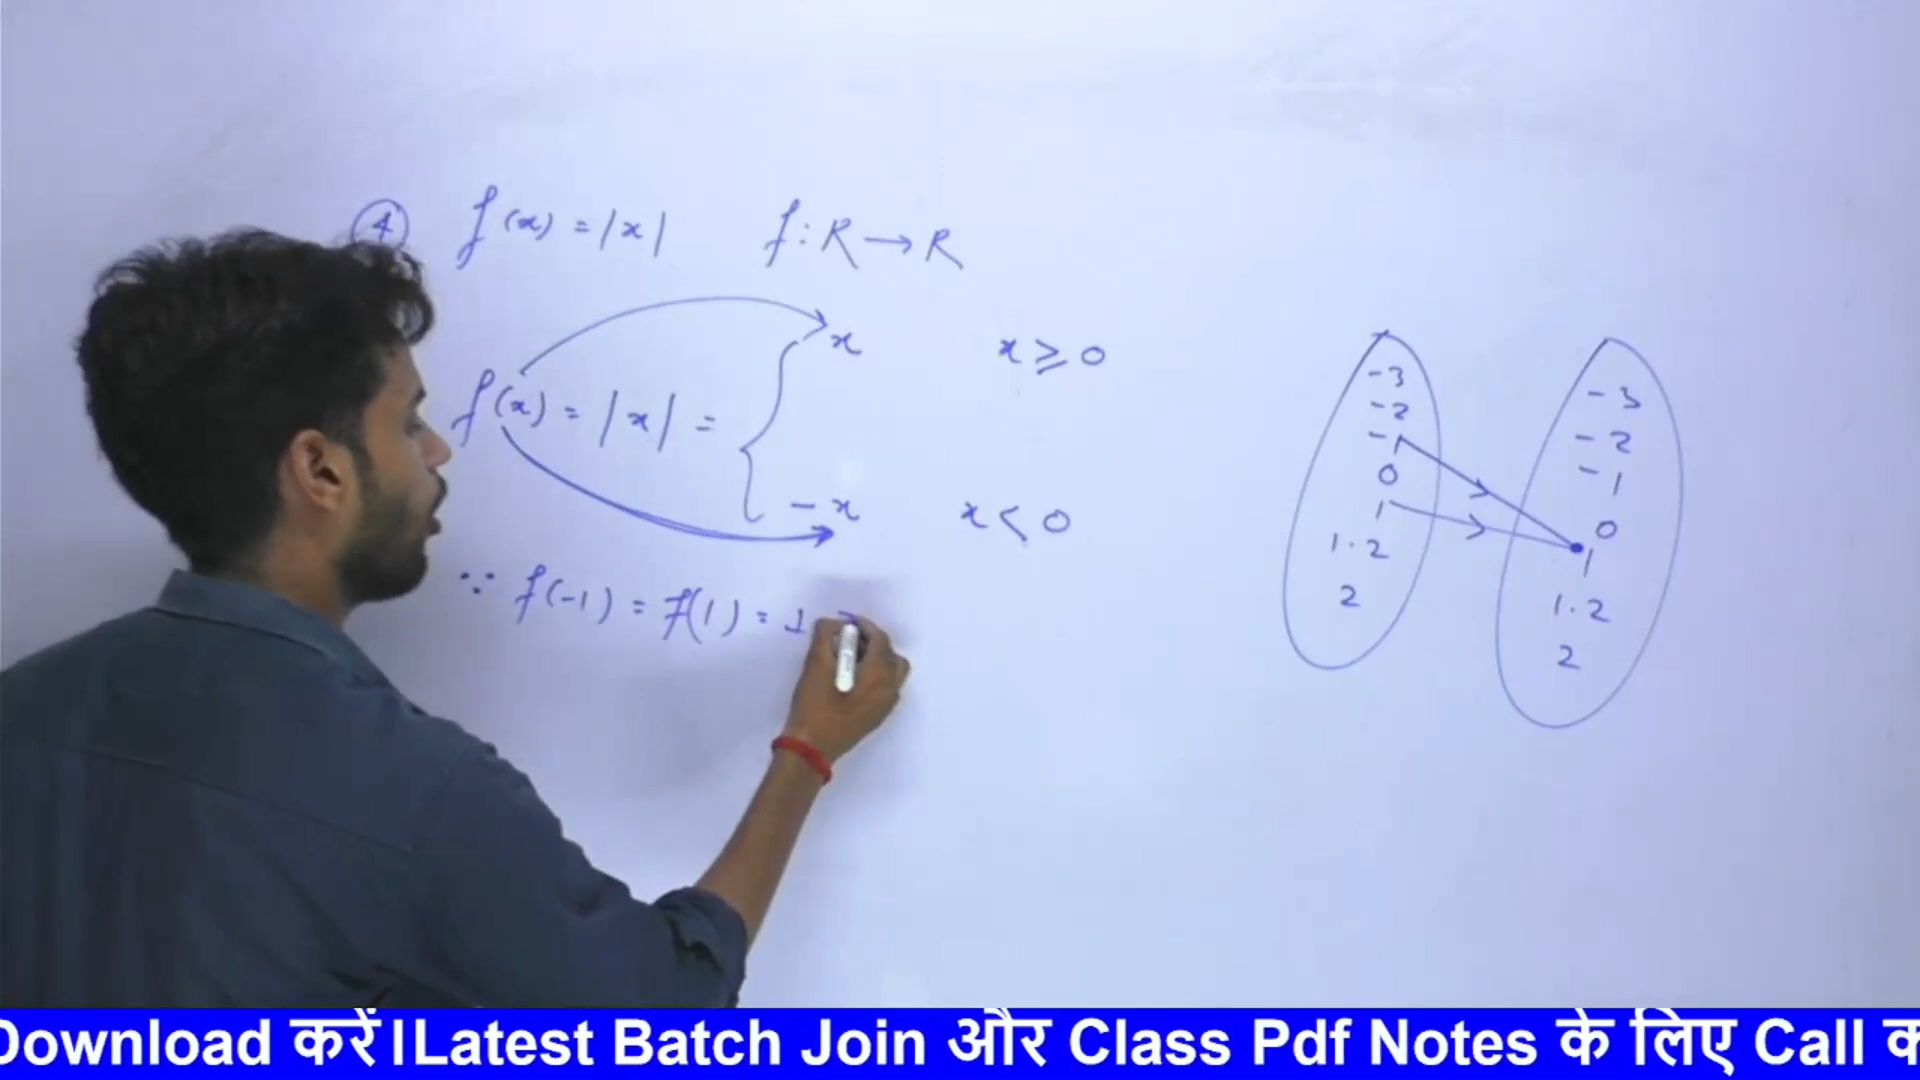 ④ f(x) = |x| f : R → R
x x ≥ 0
f(x) = |x| =
-x x < 0
∵ f(-1) = f(1) = 1
-3
-2
-1
0
1
1.2
2
-3
-2
-1
0
1
1.2
2
Download करें।Latest Batch Join और Class Pdf Notes के लिए Call